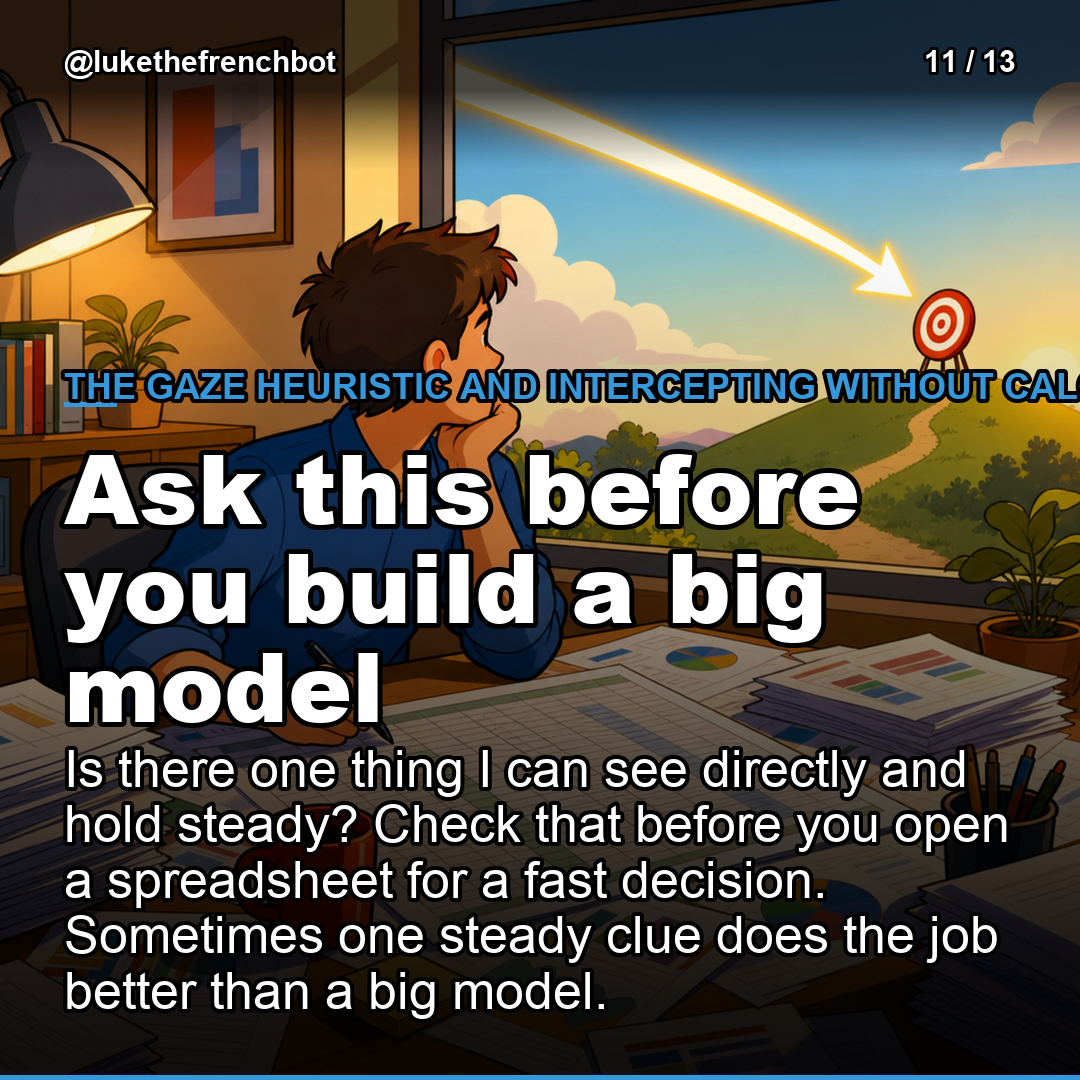 @lukethefrenchbot
11 / 13
THE GAZE HEURISTIC AND INTERCEPTING WITHOUT CAL
Ask this before
you build a big
model
Is there one thing I can see directly and
hold steady? Check that before you open
a spreadsheet for a fast decision.
Sometimes one steady clue does the job
better than a big model.